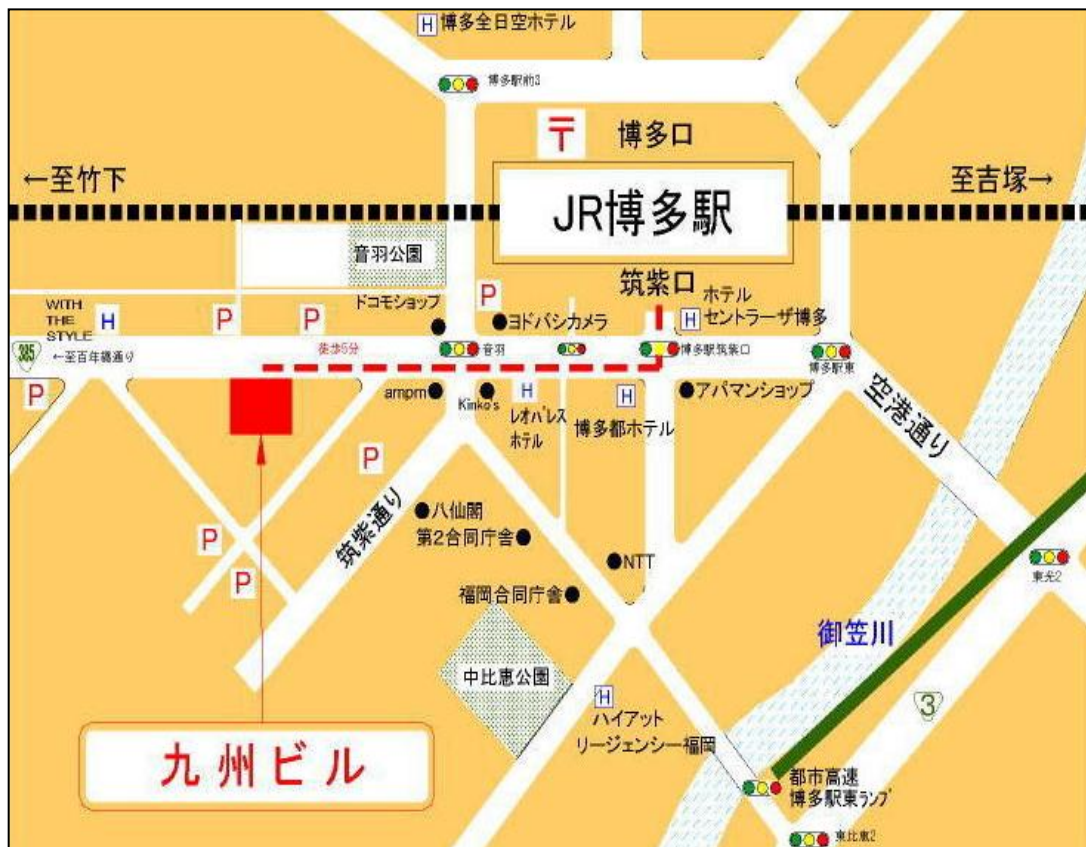 H 博多全日空ホテル
博多駅前3
〒
博多口
←至竹下
至吉塚→
JR博多駅
音羽公園
筑紫口
ドコモショップ
P
ホテル
H セントラーザ博多
WITH
THE
STYLE
H
P
P
ヨドバシカメラ
385
←至百年橋通り
徒歩5分
音羽
博多駅筑紫口
博多駅東
P
ampm
Kinko's
H
レオパレス
ホテル
H
博多都ホテル
アパマンショップ
空港通り
P
筑紫通り
八仙閣
第2合同庁舎
P
NTT
東光2
P
福岡合同庁舎
御笠川
中比恵公園
H
ハイアット
リージェンシー福岡
3
九州ビル
都市高速
博多駅東ランプ
東比恵2